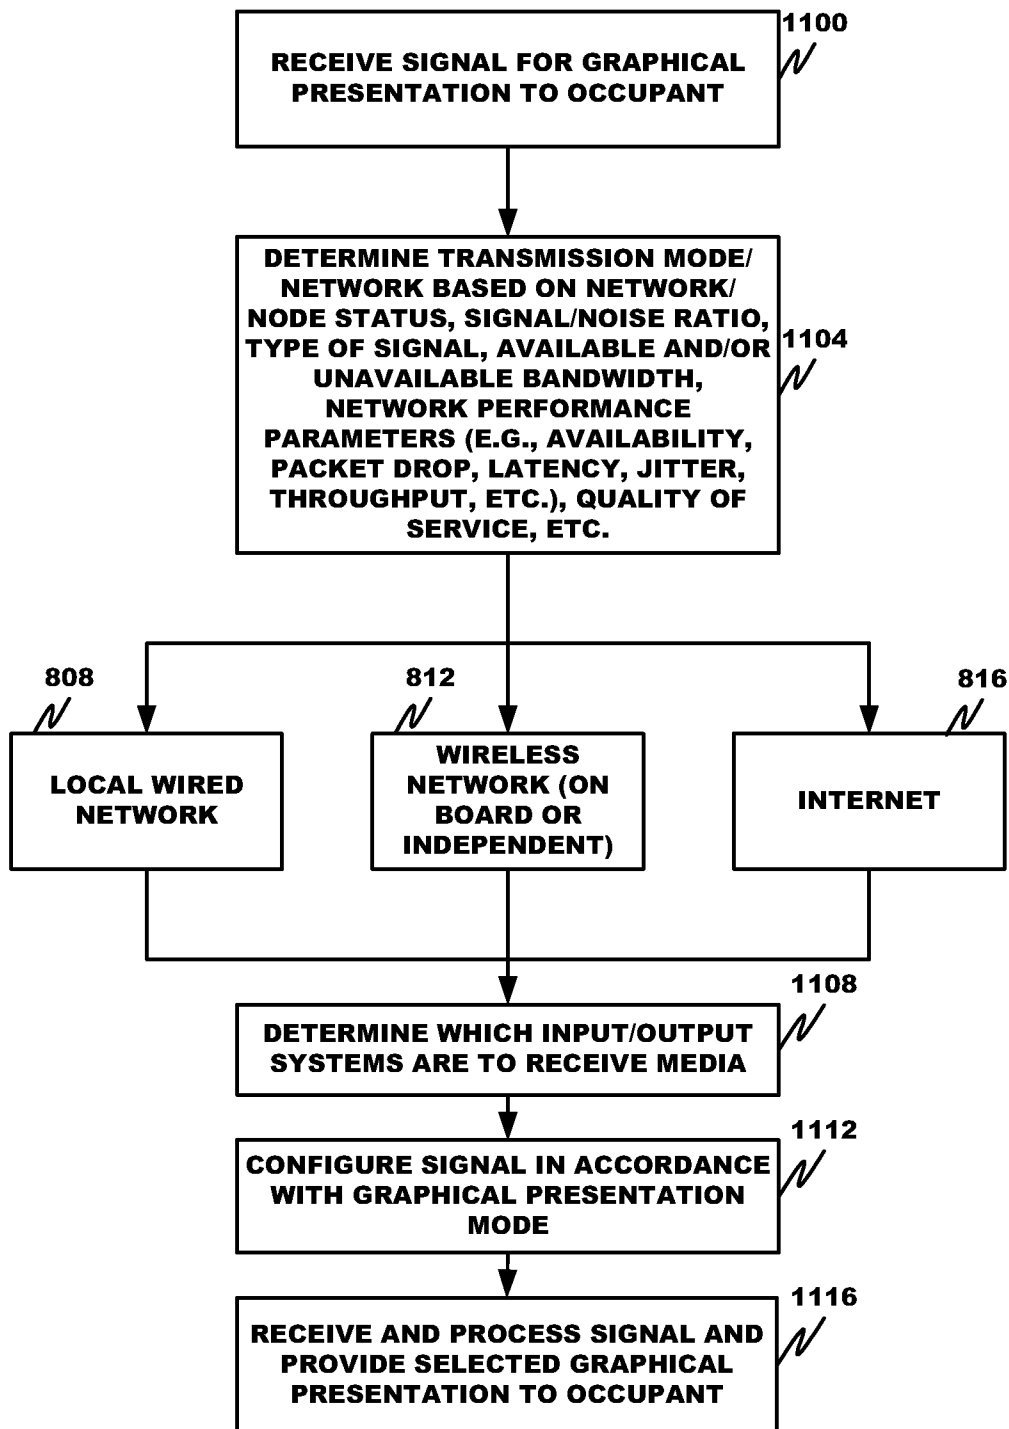 1100
RECEIVE SIGNAL FOR GRAPHICAL
PRESENTATION TO OCCUPANT
DETERMINE TRANSMISSION MODE/
NETWORK BASED ON NETWORK/
NODE STATUS, SIGNAL/NOISE RATIO,
TYPE OF SIGNAL, AVAILABLE AND/OR
UNAVAILABLE BANDWIDTH,
NETWORK PERFORMANCE
PARAMETERS (E.G., AVAILABILITY,
PACKET DROP, LATENCY, JITTER,
THROUGHPUT, ETC.), QUALITY OF
SERVICE, ETC.
1104
808
LOCAL WIRED
NETWORK
812
WIRELESS
NETWORK (ON
BOARD OR
INDEPENDENT)
816
INTERNET
1108
DETERMINE WHICH INPUT/OUTPUT
SYSTEMS ARE TO RECEIVE MEDIA
1112
CONFIGURE SIGNAL IN ACCORDANCE
WITH GRAPHICAL PRESENTATION
MODE
1116
RECEIVE AND PROCESS SIGNAL AND
PROVIDE SELECTED GRAPHICAL
PRESENTATION TO OCCUPANT